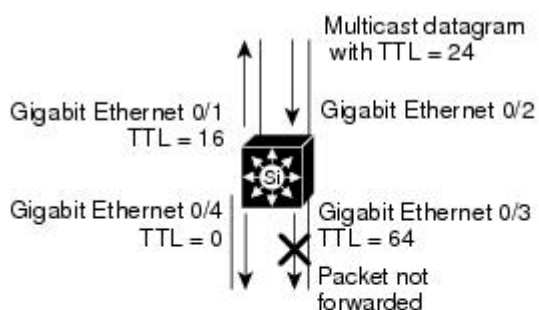 Multicast datagram
with TTL = 24
Gigabit Ethernet 0/1
TTL = 16
Gigabit Ethernet 0/2
Si
Gigabit Ethernet 0/4
TTL = 0
Gigabit Ethernet 0/3
TTL = 64
Packet not
forwarded